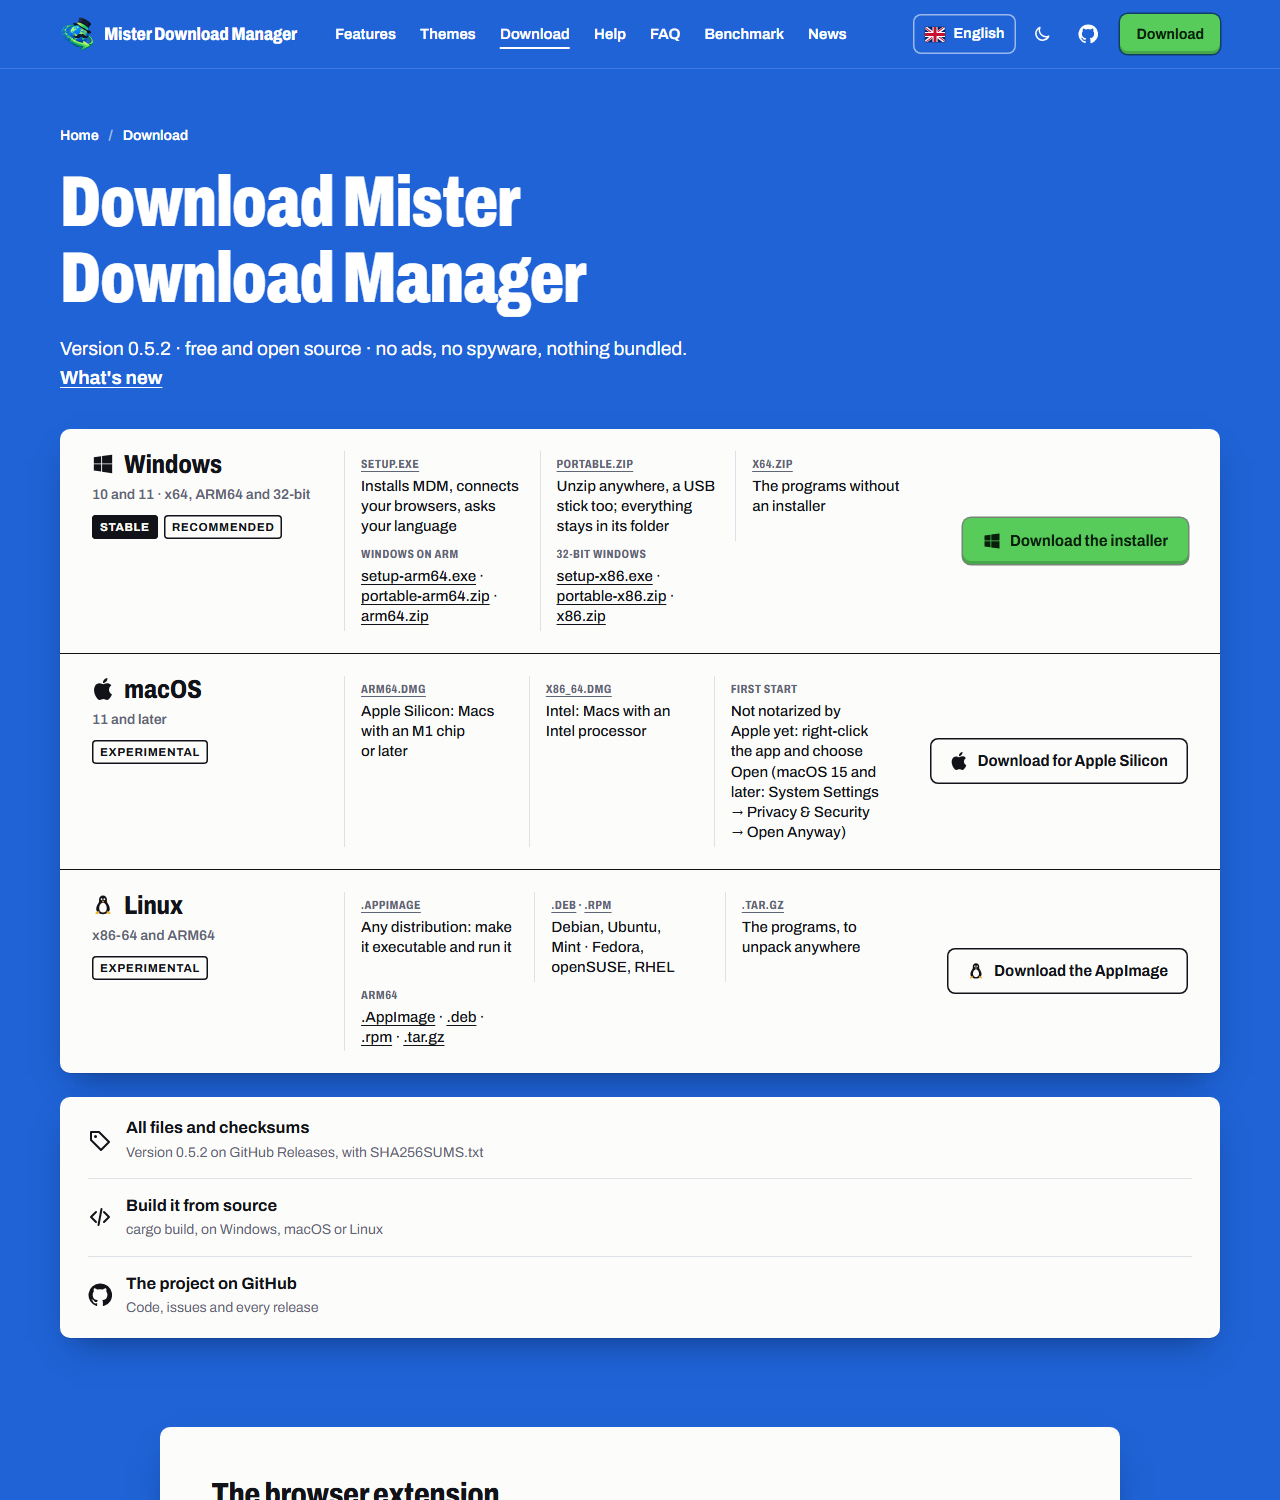 Mister Download Manager
Features
Themes
Download
Help
FAQ
Benchmark
News
English
Download
Home / Download
Download Mister
Download Manager
Version 0.5.2 · free and open source · no ads, no spyware, nothing bundled.
What's new
Windows
10 and 11 · x64, ARM64 and 32-bit
STABLE
RECOMMENDED
SETUP.EXE
Installs MDM, connects
your browsers, asks
your language
PORTABLE.ZIP
Unzip anywhere, a USB
stick too; everything
stays in its folder
X64.ZIP
The programs without
an installer
WINDOWS ON ARM
setup-arm64.exe ·
portable-arm64.zip ·
arm64.zip
32-BIT WINDOWS
setup-x86.exe ·
portable-x86.zip ·
x86.zip
Download the installer
macOS
11 and later
EXPERIMENTAL
ARM64.DMG
Apple Silicon: Macs
with an M1 chip
or later
X86_64.DMG
Intel: Macs with an
Intel processor
FIRST START
Not notarized by
Apple yet: right-click
the app and choose
Open (macOS 15 and
later: System Settings
→ Privacy & Security
→ Open Anyway)
Download for Apple Silicon
Linux
x86-64 and ARM64
EXPERIMENTAL
.APPIMAGE
Any distribution: make
it executable and run it
.DEB · .RPM
Debian, Ubuntu,
Mint · Fedora,
openSUSE, RHEL
.TAR.GZ
The programs, to
unpack anywhere
ARM64
.AppImage · .deb ·
.rpm · .tar.gz
Download the AppImage
All files and checksums
Version 0.5.2 on GitHub Releases, with SHA256SUMS.txt
Build it from source
cargo build, on Windows, macOS or Linux
The project on GitHub
Code, issues and every release
The browser extension